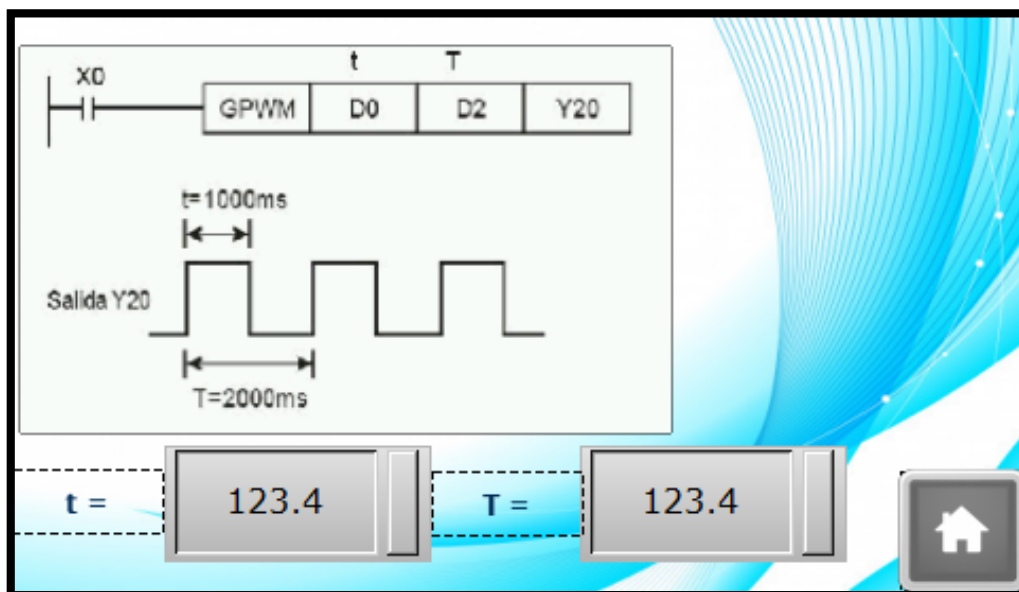 t T
X0
GPWM D0 D2 Y20
t=1000ms
Salida Y20
T=2000ms
t = 123.4 T = 123.4